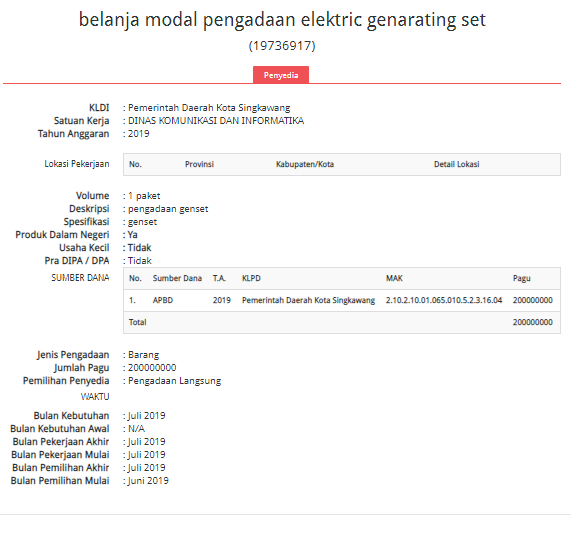 belanja modal pengadaan elektric genarating set
(19736917)
Penyedia
KLDI : Pemerintah Daerah Kota Singkawang
Satuan Kerja : DINAS KOMUNIKASI DAN INFORMATIKA
Tahun Anggaran : 2019
Lokasi Pekerjaan No. Provinsi Kabupaten/Kota Detail Lokasi
Volume : 1 paket
Deskripsi : pengadaan genset
Spesifikasi : genset
Produk Dalam Negeri : Ya
Usaha Kecil : Tidak
Pra DIPA / DPA : Tidak
SUMBER DANA No. Sumber Dana T.A. KLPD MAK Pagu
1. APBD 2019 Pemerintah Daerah Kota Singkawang 2.10.2.10.01.065.010.5.2.3.16.04 200000000
Total 200000000
Jenis Pengadaan : Barang
Jumlah Pagu : 200000000
Pemilihan Penyedia : Pengadaan Langsung
WAKTU
Bulan Kebutuhan : Juli 2019
Bulan Kebutuhan Awal : N/A
Bulan Pekerjaan Akhir : Juli 2019
Bulan Pekerjaan Mulai : Juli 2019
Bulan Pemilihan Akhir : Juli 2019
Bulan Pemilihan Mulai : Juni 2019